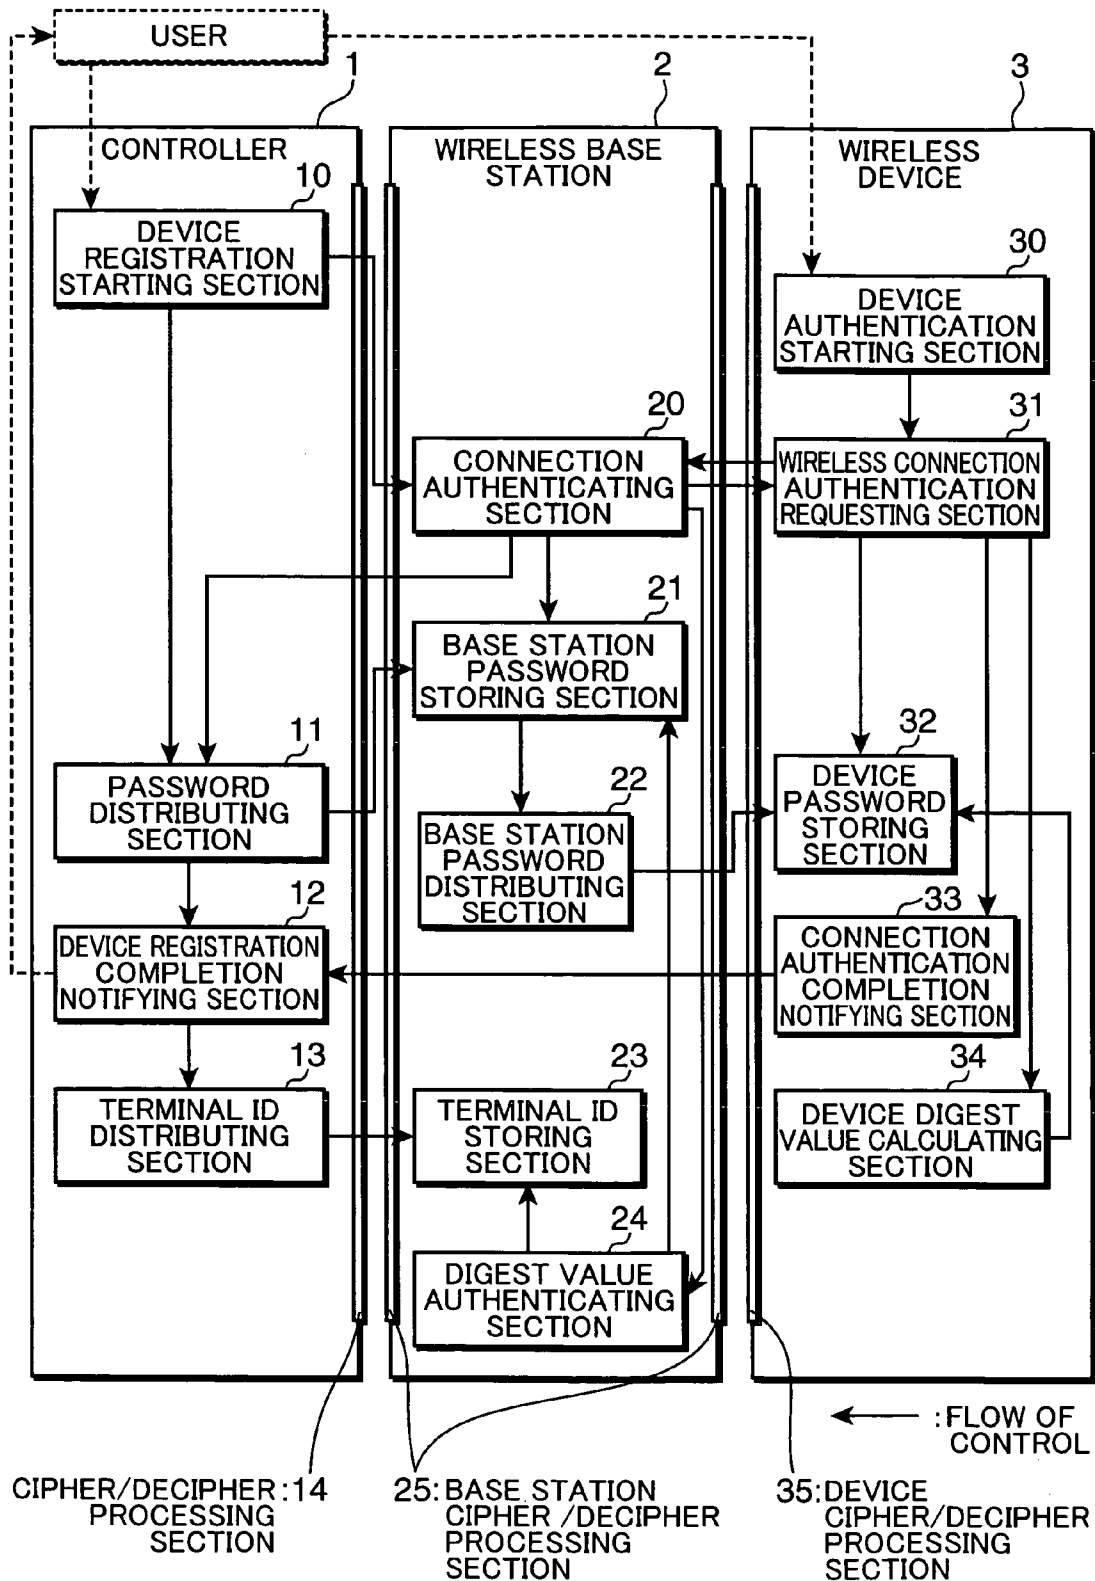 USER
1
2
3
CONTROLLER
WIRELESS BASE
STATION
WIRELESS
DEVICE
10
DEVICE
REGISTRATION
STARTING SECTION
30
DEVICE
AUTHENTICATION
STARTING SECTION
20
CONNECTION
AUTHENTICATING
SECTION
31
WIRELESS CONNECTION
AUTHENTICATION
REQUESTING SECTION
21
BASE STATION
PASSWORD
STORING SECTION
11
PASSWORD
DISTRIBUTING
SECTION
22
BASE STATION
PASSWORD
DISTRIBUTING
SECTION
32
DEVICE
PASSWORD
STORING
SECTION
12
DEVICE REGISTRATION
COMPLETION
NOTIFYING SECTION
33
CONNECTION
AUTHENTICATION
COMPLETION
NOTIFYING SECTION
13
TERMINAL ID
DISTRIBUTING
SECTION
23
TERMINAL ID
STORING
SECTION
34
DEVICE DIGEST
VALUE CALCULATING
SECTION
24
DIGEST VALUE
AUTHENTICATING
SECTION
:FLOW OF
CONTROL
CIPHER/DECIPHER:14
PROCESSING
SECTION
25:BASE STATION
CIPHER /DECIPHER
PROCESSING
SECTION
35:DEVICE
CIPHER/DECIPHER
PROCESSING
SECTION